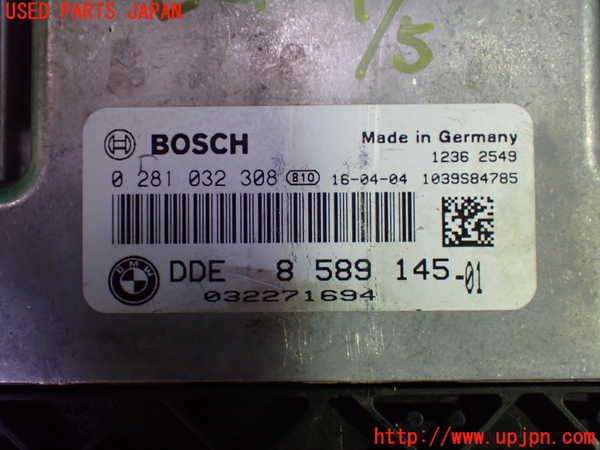 USED PARTS JAPAN
1/5
BOSCH
Made in Germany
1236 2549
0 281 032 308 810 16-04-04 1039S84785
BMW DDE 8 589 145-01
032271694
http://www.upjpn.com/